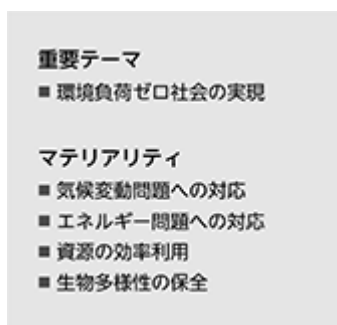 重要テーマ
■ 環境負荷ゼロ社会の実現
マテリアリティ
■ 気候変動問題への対応
■ エネルギー問題への対応
■ 資源の効率利用
■ 生物多様性の保全